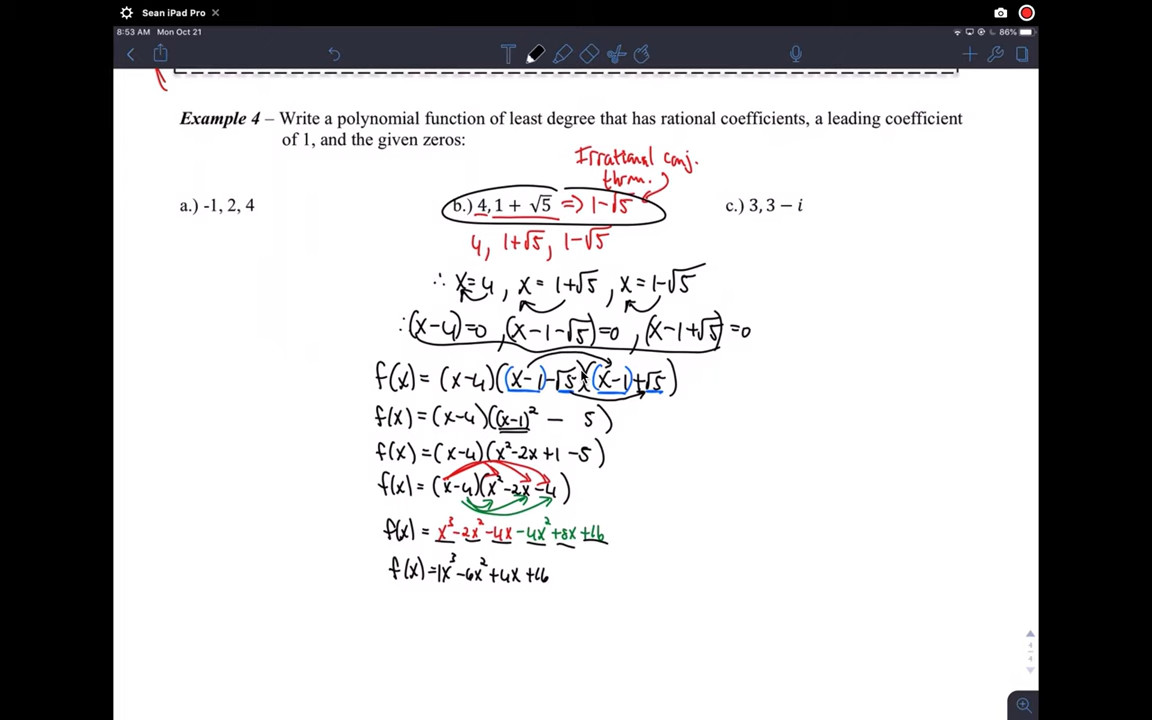 Sean iPad Pro ×
8:53 AM Mon Oct 21
86%
T
Example 4 – Write a polynomial function of least degree that has rational coefficients, a leading coefficient
of 1, and the given zeros:
Irrational conj.
thrm.
a.) -1, 2, 4
b.) 4, 1 + √5 => 1-√5
c.) 3, 3 − i
4, 1+√5, 1-√5
∴ x=4, x = 1+√5, x = 1-√5
∴(x-4)=0, (x-1-√5)=0, (x-1+√5)=0
f(x) = (x-4)((x-1)-√5)((x-1)+√5)
f(x) = (x-4)((x-1)² - 5)
f(x) = (x-4)(x²-2x+1-5)
f(x) = (x-4)(x²-2x-4)
f(x) = x³-2x²-4x-4x²+8x+16
f(x)=1x³-6x²+4x+16
4
4